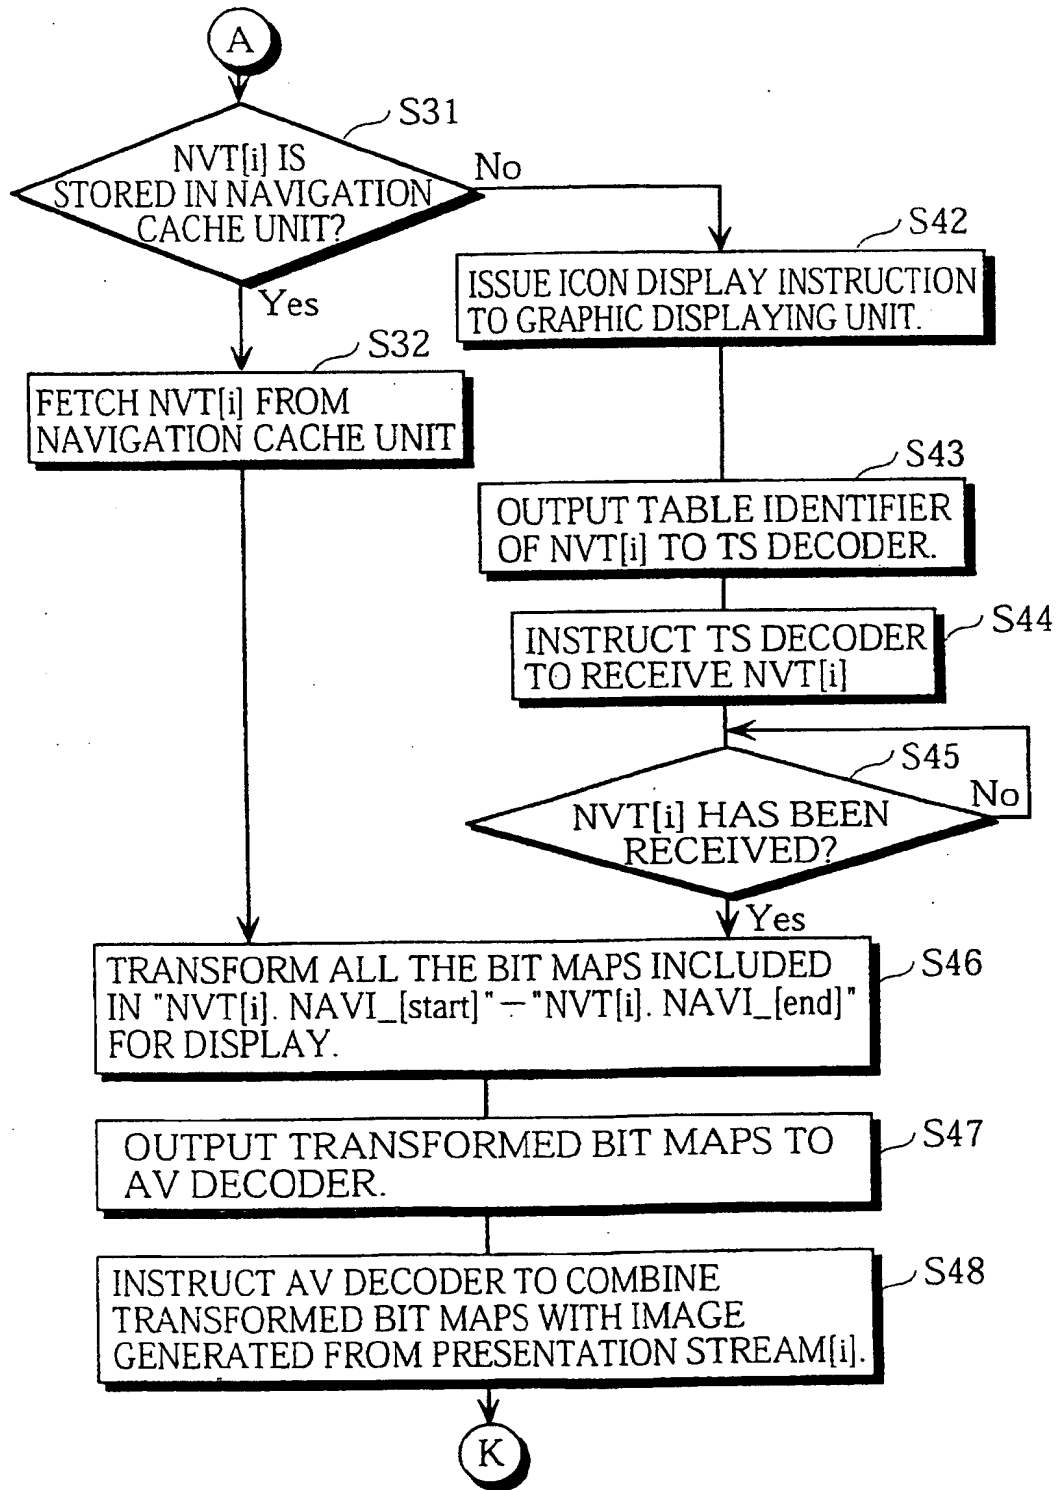 A
S31
NVT[i] IS
STORED IN NAVIGATION
CACHE UNIT?
No
Yes
S42
ISSUE ICON DISPLAY INSTRUCTION
TO GRAPHIC DISPLAYING UNIT.
S32
FETCH NVT[i] FROM
NAVIGATION CACHE UNIT
S43
OUTPUT TABLE IDENTIFIER
OF NVT[i] TO TS DECODER.
S44
INSTRUCT TS DECODER
TO RECEIVE NVT[i]
S45
No
NVT[i] HAS BEEN
RECEIVED?
Yes
S46
TRANSFORM ALL THE BIT MAPS INCLUDED
IN "NVT[i]. NAVI_[start]" – "NVT[i]. NAVI_[end]"
FOR DISPLAY.
S47
OUTPUT TRANSFORMED BIT MAPS TO
AV DECODER.
S48
INSTRUCT AV DECODER TO COMBINE
TRANSFORMED BIT MAPS WITH IMAGE
GENERATED FROM PRESENTATION STREAM[i].
K